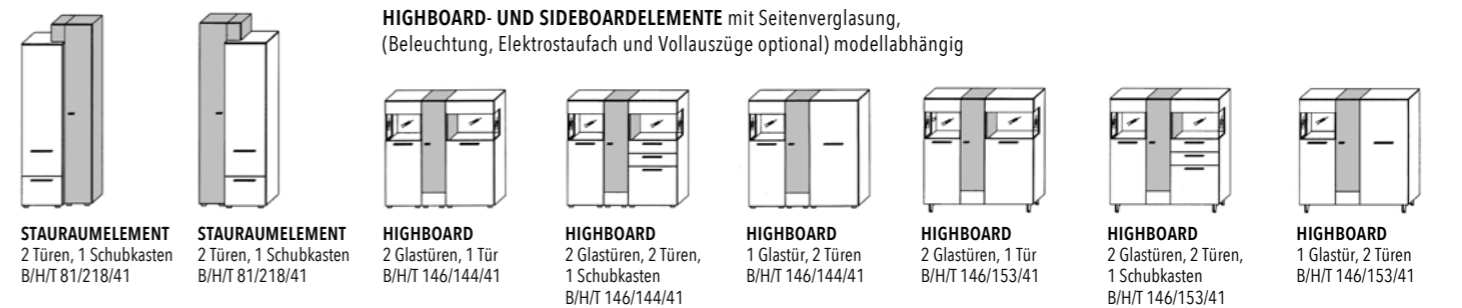 HIGHBOARD- UND SIDEBOARDELEMENTE mit Seitenverglasung,
(Beleuchtung, Elektrostaufach und Vollauszüge optional) modellabhängig
STAURAUMELEMENT
2 Türen, 1 Schubkasten
B/H/T 81/218/41
STAURAUMELEMENT
2 Türen, 1 Schubkasten
B/H/T 81/218/41
HIGHBOARD
2 Glastüren, 1 Tür
B/H/T 146/144/41
HIGHBOARD
2 Glastüren, 2 Türen,
1 Schubkasten
B/H/T 146/144/41
HIGHBOARD
1 Glastür, 2 Türen
B/H/T 146/144/41
HIGHBOARD
2 Glastüren, 1 Tür
B/H/T 146/153/41
HIGHBOARD
2 Glastüren, 2 Türen,
1 Schubkasten
B/H/T 146/153/41
HIGHBOARD
1 Glastür, 2 Türen
B/H/T 146/153/41